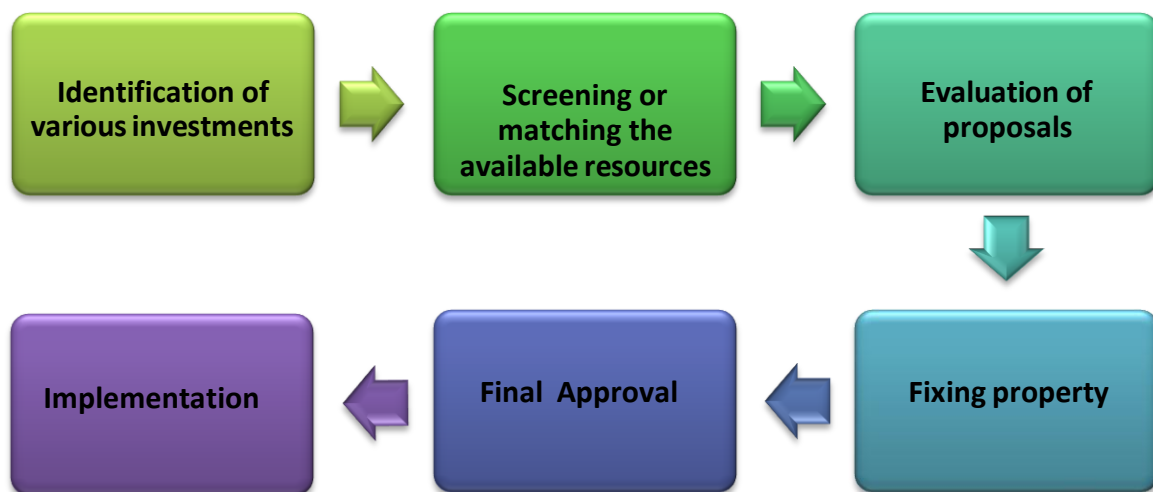 Identification of
various investments
Screening or
matching the
available resources
Evaluation of
proposals
Fixing property
Final Approval
Implementation